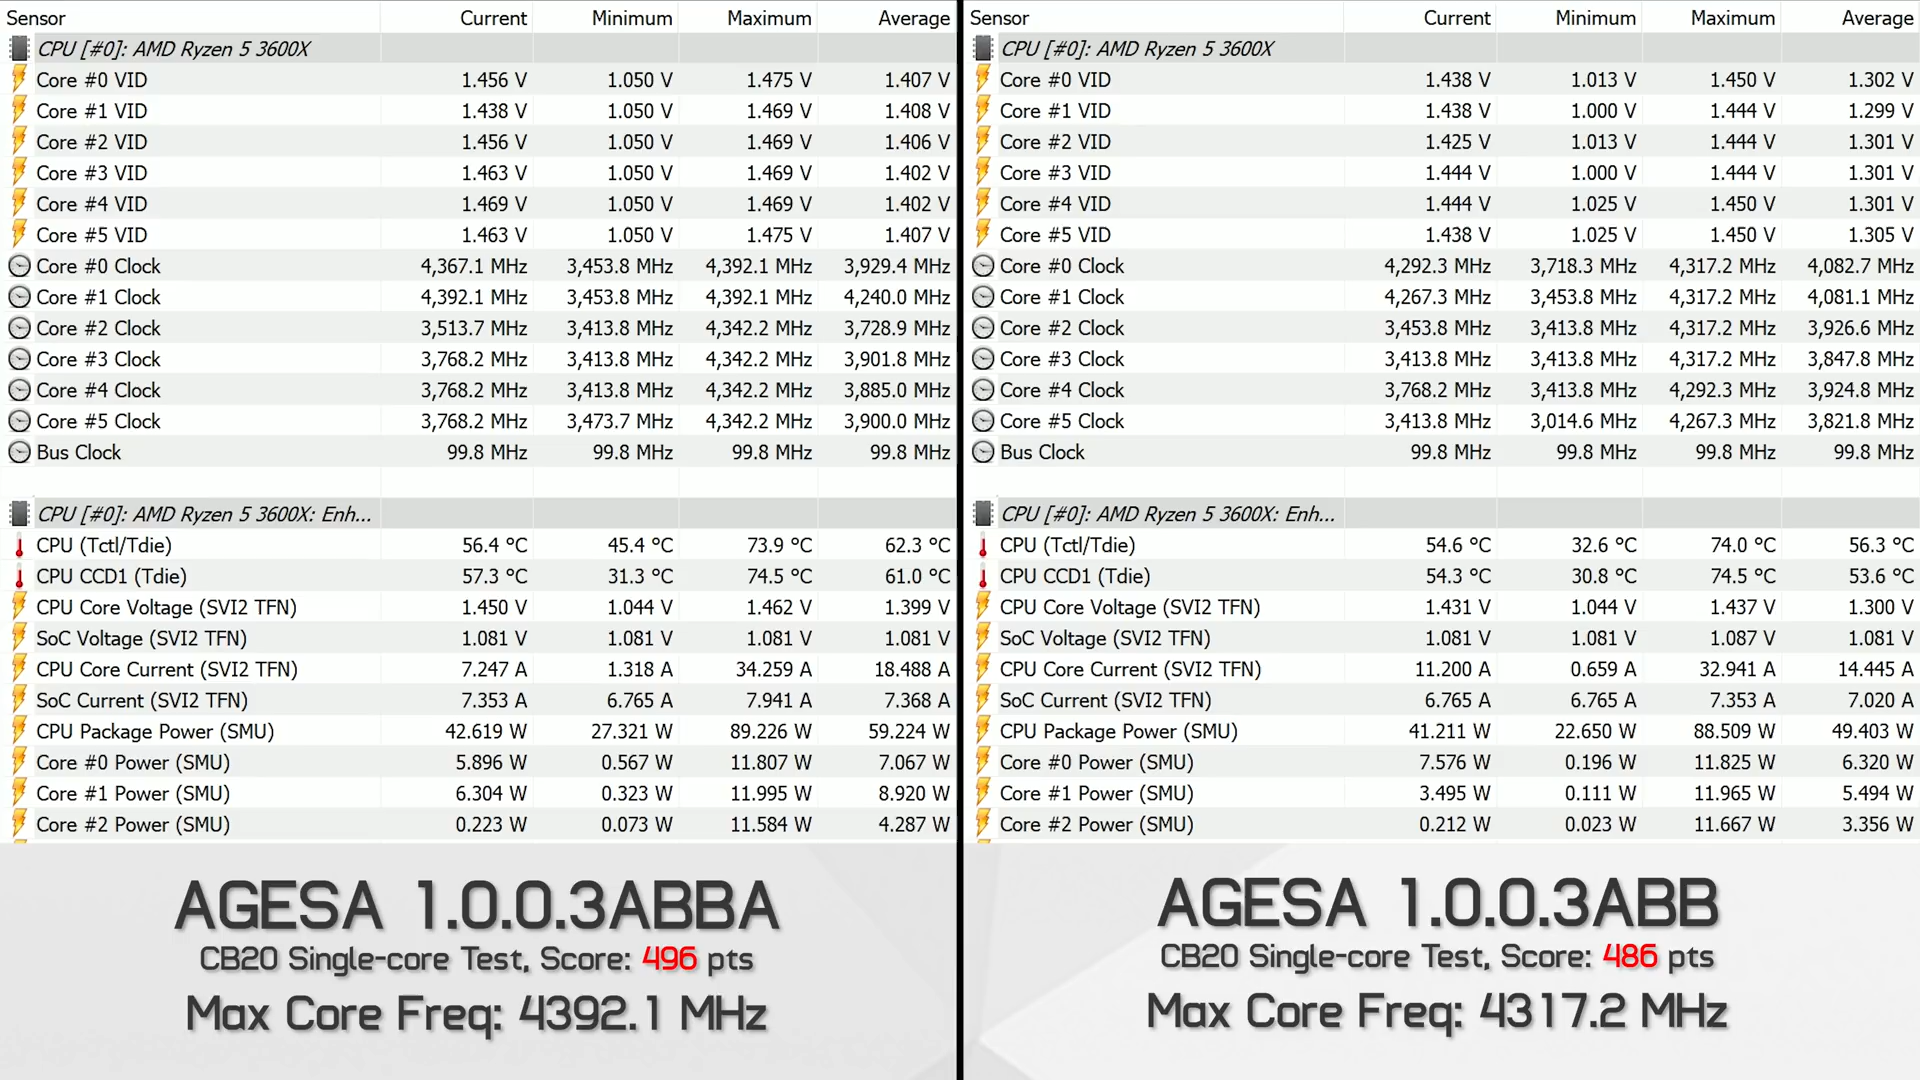 Sensor Current Minimum Maximum Average
CPU [#0]: AMD Ryzen 5 3600X
Core #0 VID 1.456 V 1.050 V 1.475 V 1.407 V
Core #1 VID 1.438 V 1.050 V 1.469 V 1.408 V
Core #2 VID 1.456 V 1.050 V 1.469 V 1.406 V
Core #3 VID 1.463 V 1.050 V 1.469 V 1.402 V
Core #4 VID 1.469 V 1.050 V 1.469 V 1.402 V
Core #5 VID 1.463 V 1.050 V 1.475 V 1.407 V
Core #0 Clock 4,367.1 MHz 3,453.8 MHz 4,392.1 MHz 3,929.4 MHz
Core #1 Clock 4,392.1 MHz 3,453.8 MHz 4,392.1 MHz 4,240.0 MHz
Core #2 Clock 3,513.7 MHz 3,413.8 MHz 4,342.2 MHz 3,728.9 MHz
Core #3 Clock 3,768.2 MHz 3,413.8 MHz 4,342.2 MHz 3,901.8 MHz
Core #4 Clock 3,768.2 MHz 3,413.8 MHz 4,342.2 MHz 3,885.0 MHz
Core #5 Clock 3,768.2 MHz 3,473.7 MHz 4,342.2 MHz 3,900.0 MHz
Bus Clock 99.8 MHz 99.8 MHz 99.8 MHz 99.8 MHz
CPU [#0]: AMD Ryzen 5 3600X: Enh...
CPU (Tctl/Tdie) 56.4 °C 45.4 °C 73.9 °C 62.3 °C
CPU CCD1 (Tdie) 57.3 °C 31.3 °C 74.5 °C 61.0 °C
CPU Core Voltage (SVI2 TFN) 1.450 V 1.044 V 1.462 V 1.399 V
SoC Voltage (SVI2 TFN) 1.081 V 1.081 V 1.081 V 1.081 V
CPU Core Current (SVI2 TFN) 7.247 A 1.318 A 34.259 A 18.488 A
SoC Current (SVI2 TFN) 7.353 A 6.765 A 7.941 A 7.368 A
CPU Package Power (SMU) 42.619 W 27.321 W 89.226 W 59.224 W
Core #0 Power (SMU) 5.896 W 0.567 W 11.807 W 7.067 W
Core #1 Power (SMU) 6.304 W 0.323 W 11.995 W 8.920 W
Core #2 Power (SMU) 0.223 W 0.073 W 11.584 W 4.287 W
AGESA 1.0.0.3ABBA
CB20 Single-core Test, Score: 496 pts
Max Core Freq: 4392.1 MHz
Sensor Current Minimum Maximum Average
CPU [#0]: AMD Ryzen 5 3600X
Core #0 VID 1.438 V 1.013 V 1.450 V 1.302 V
Core #1 VID 1.438 V 1.000 V 1.444 V 1.299 V
Core #2 VID 1.425 V 1.013 V 1.444 V 1.301 V
Core #3 VID 1.444 V 1.000 V 1.444 V 1.301 V
Core #4 VID 1.444 V 1.025 V 1.450 V 1.301 V
Core #5 VID 1.438 V 1.025 V 1.450 V 1.305 V
Core #0 Clock 4,292.3 MHz 3,718.3 MHz 4,317.2 MHz 4,082.7 MHz
Core #1 Clock 4,267.3 MHz 3,453.8 MHz 4,317.2 MHz 4,081.1 MHz
Core #2 Clock 3,453.8 MHz 3,413.8 MHz 4,317.2 MHz 3,926.6 MHz
Core #3 Clock 3,413.8 MHz 3,413.8 MHz 4,317.2 MHz 3,847.8 MHz
Core #4 Clock 3,768.2 MHz 3,413.8 MHz 4,292.3 MHz 3,924.8 MHz
Core #5 Clock 3,413.8 MHz 3,014.6 MHz 4,267.3 MHz 3,821.8 MHz
Bus Clock 99.8 MHz 99.8 MHz 99.8 MHz 99.8 MHz
CPU [#0]: AMD Ryzen 5 3600X: Enh...
CPU (Tctl/Tdie) 54.6 °C 32.6 °C 74.0 °C 56.3 °C
CPU CCD1 (Tdie) 54.3 °C 30.8 °C 74.5 °C 53.6 °C
CPU Core Voltage (SVI2 TFN) 1.431 V 1.044 V 1.437 V 1.300 V
SoC Voltage (SVI2 TFN) 1.081 V 1.081 V 1.087 V 1.081 V
CPU Core Current (SVI2 TFN) 11.200 A 0.659 A 32.941 A 14.445 A
SoC Current (SVI2 TFN) 6.765 A 6.765 A 7.353 A 7.020 A
CPU Package Power (SMU) 41.211 W 22.650 W 88.509 W 49.403 W
Core #0 Power (SMU) 7.576 W 0.196 W 11.825 W 6.320 W
Core #1 Power (SMU) 3.495 W 0.111 W 11.965 W 5.494 W
Core #2 Power (SMU) 0.212 W 0.023 W 11.667 W 3.356 W
AGESA 1.0.0.3ABB
CB20 Single-core Test, Score: 486 pts
Max Core Freq: 4317.2 MHz